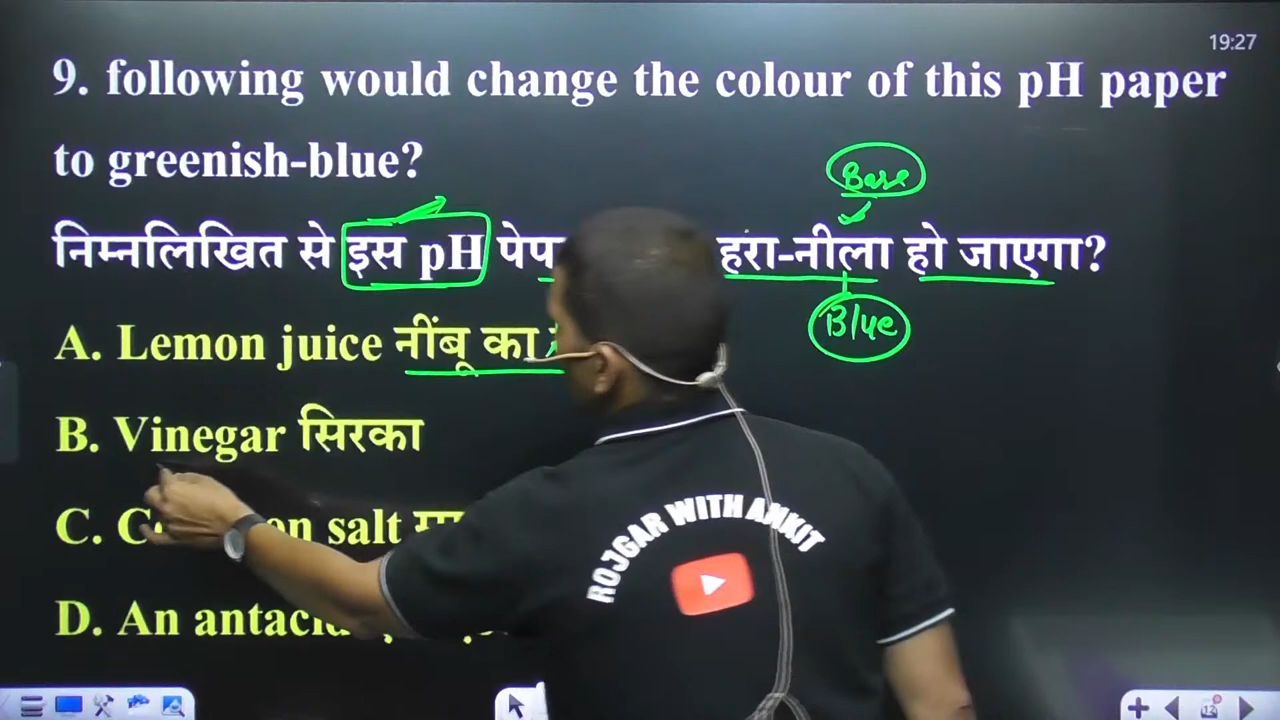 19:27
9. following would change the colour of this pH paper
to greenish-blue?
Base
निम्नलिखित से इस pH हरा-नीला हो जाएगा?
Blue
A. Lemon juice नींबू का
B. Vinegar सिरका
C. salt
D. An
ROJGAR WITH ANKIT